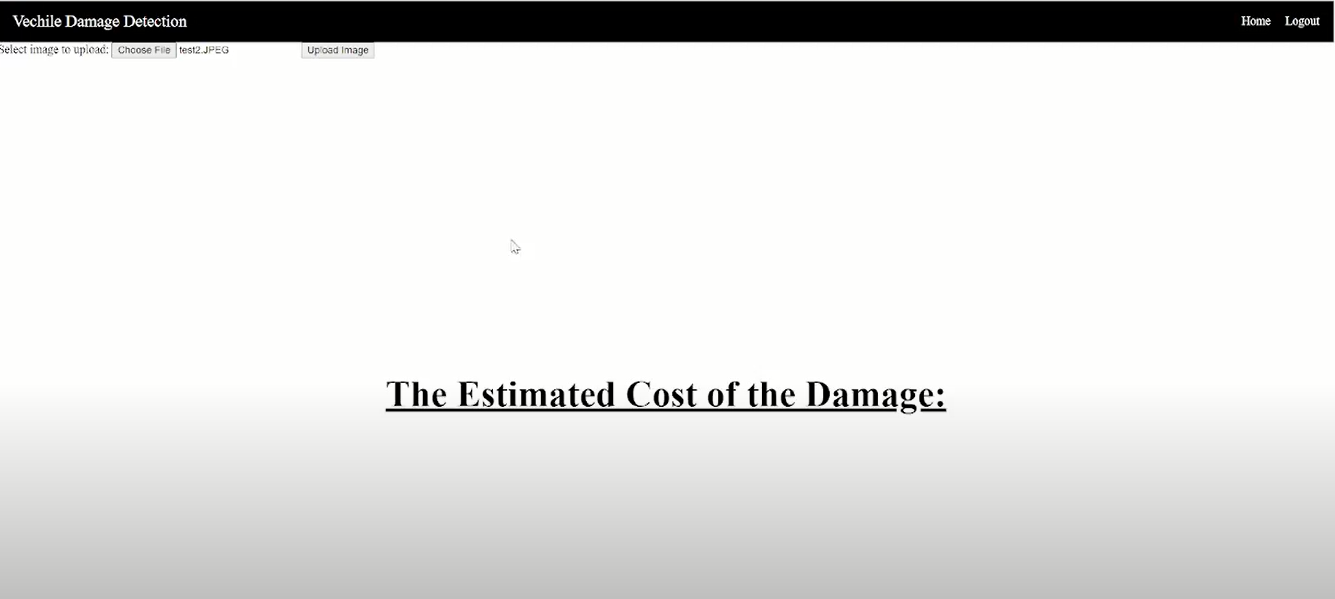 Vechile Damage Detection
Home Logout
Select image to upload: Choose File test2.JPEG Upload Image
The Estimated Cost of the Damage: